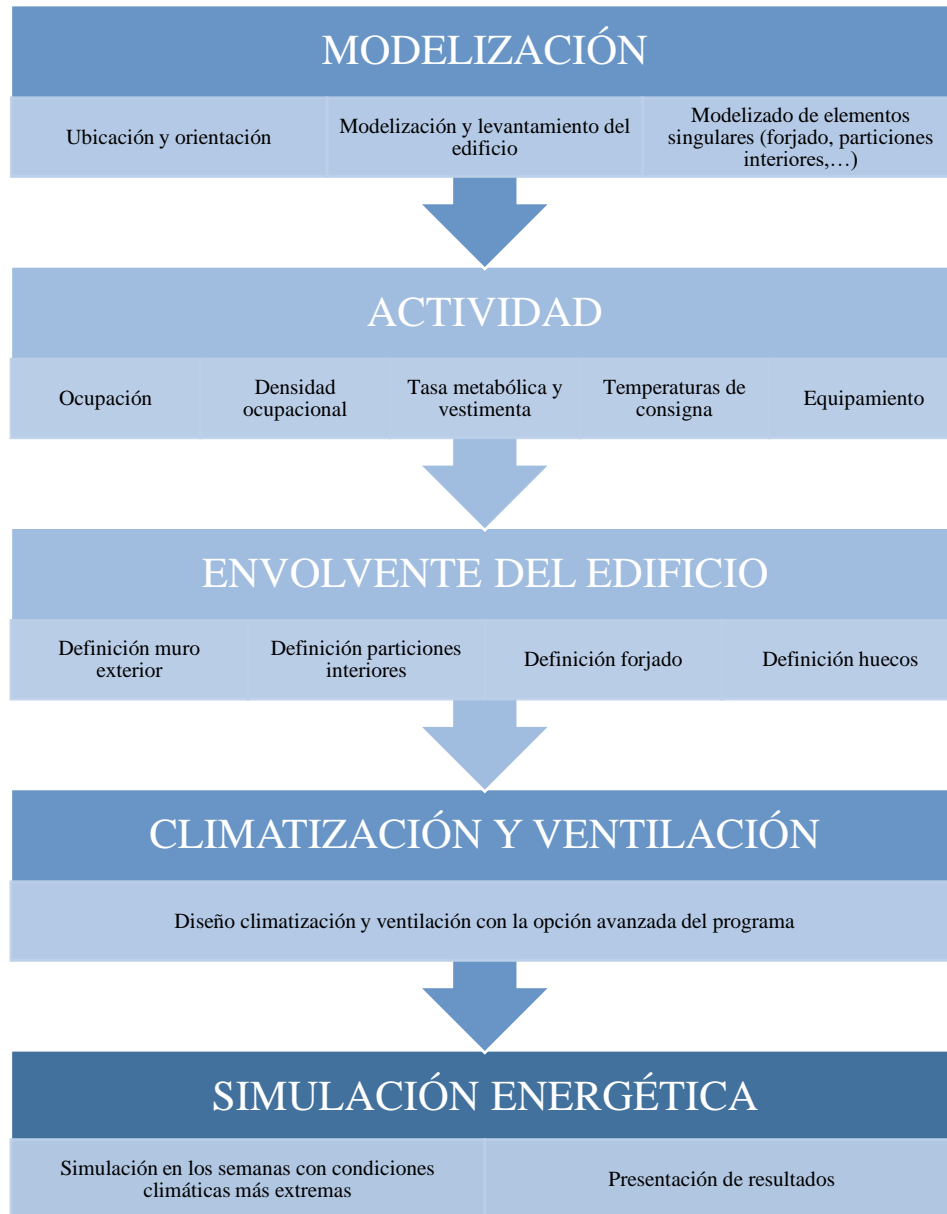 MODELIZACIÓN
Ubicación y orientación
Modelización y levantamiento del
edificio
Modelizado de elementos
singulares (forjado, particiones
interiores,…)
ACTIVIDAD
Ocupación
Densidad
ocupacional
Tasa metabólica y
vestimenta
Temperaturas de
consigna
Equipamiento
ENVOLVENTE DEL EDIFICIO
Definición muro
exterior
Definición particiones
interiores
Definición forjado
Definición huecos
CLIMATIZACIÓN Y VENTILACIÓN
Diseño climatización y ventilación con la opción avanzada del programa
SIMULACIÓN ENERGÉTICA
Simulación en los semanas con condiciones
climáticas más extremas
Presentación de resultados